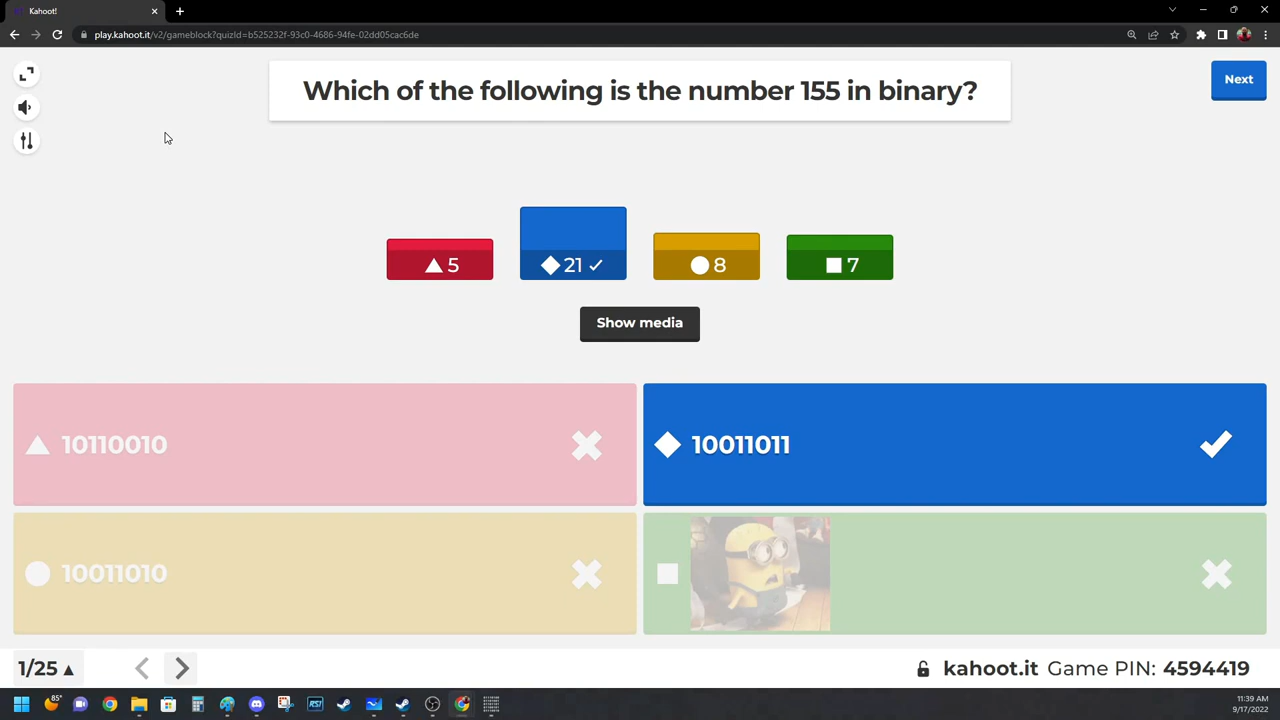 Kahoot!
play.kahoot.it/v2/gameblock?quizId=b525232f-93c0-4686-94fe-02dd05cac6de
Which of the following is the number 155 in binary?
Next
5
21
8
7
Show media
10110010
10011011
10011010
1/25
kahoot.it Game PIN: 4594419
85°
RSI
11:39 AM
9/17/2022